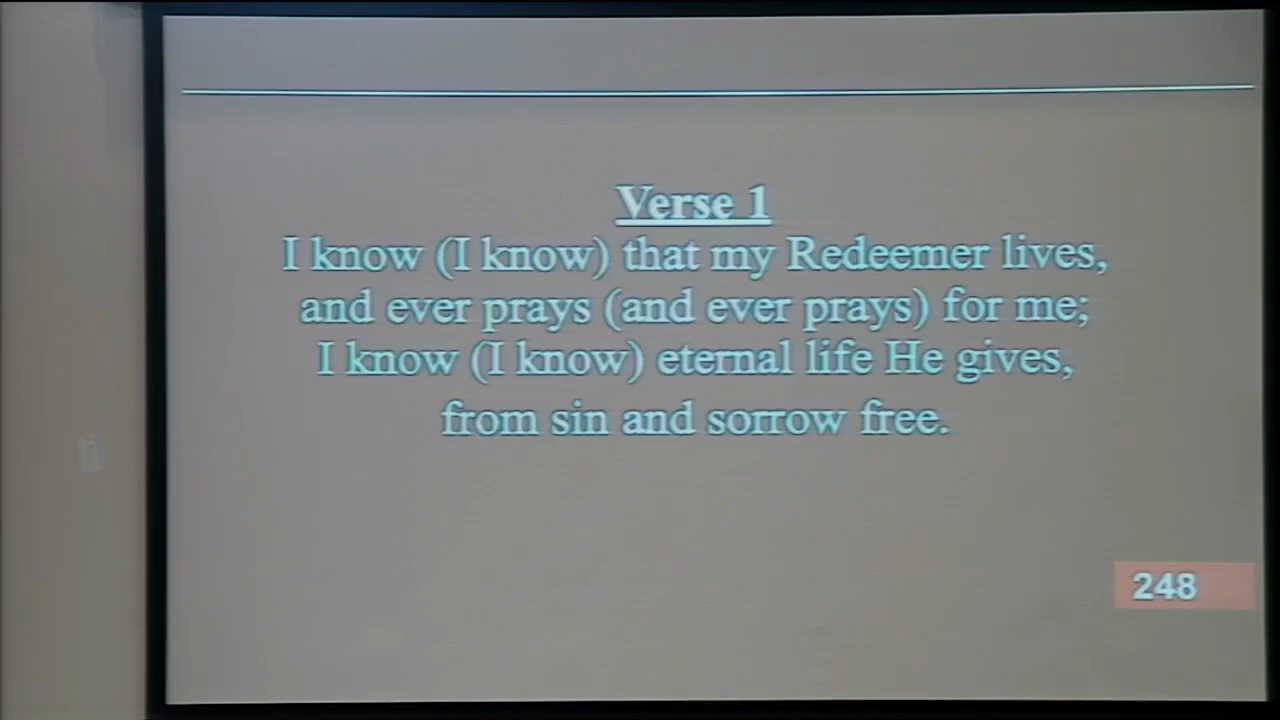 Verse 1
I know (I know) that my Redeemer lives,
and ever prays (and ever prays) for me;
I know (I know) eternal life He gives,
from sin and sorrow free.
248